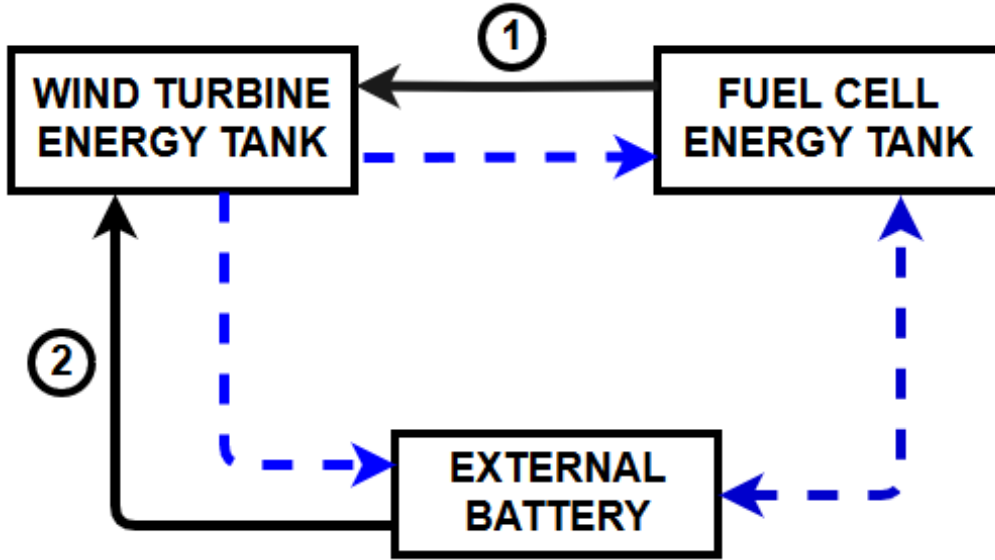 1
WIND TURBINE
ENERGY TANK
FUEL CELL
ENERGY TANK
2
EXTERNAL
BATTERY